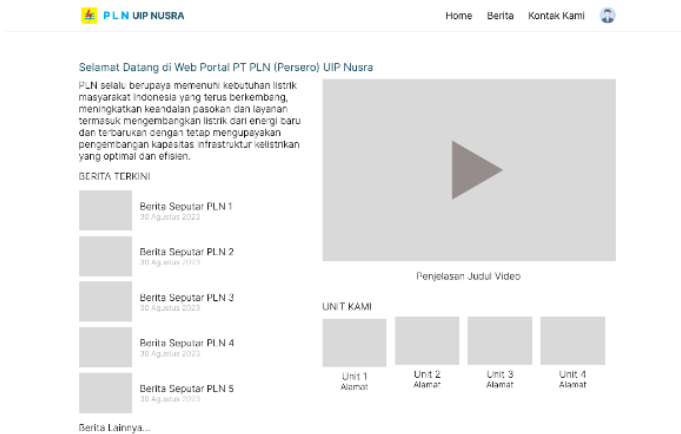 PLN UIP NUSRA
Home Berita Kontak Kami
Selamat Datang di Web Portal PT PLN (Persero) UIP Nusra
PLN selalu berupaya memenuhi kebutuhan listrik
masyarakat Indonesia yang terus berkembang,
meningkatkan keandalan pasokan dan layanan
termasuk mengembangkan listrik dari energi baru
dan terbarukan dengan tetap mengupayakan
pengembangan kapasitas infrastruktur kelistrikan
yang optimal dan efisien.
BERITA TERKINI
Berita Seputar PLN 1
30 Agustus 2023
Berita Seputar PLN 2
30 Agustus 2023
Berita Seputar PLN 3
30 Agustus 2023
Berita Seputar PLN 4
30 Agustus 2023
Berita Seputar PLN 5
30 Agustus 2023
Berita Lainnya...
Penjelasan Judul Video
UNIT KAMI
Unit 1
Alamat
Unit 2
Alamat
Unit 3
Alamat
Unit 4
Alamat